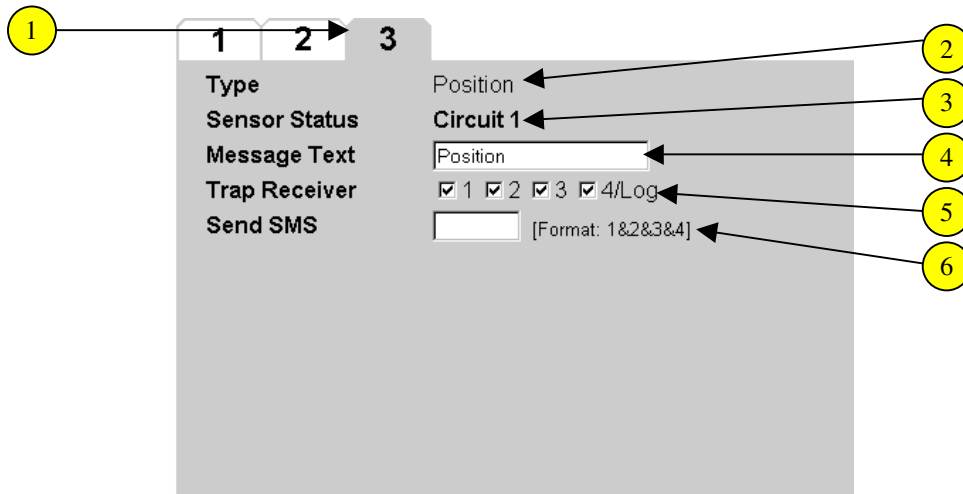 1
1 2 3
2
Type Position
3
Sensor Status Circuit 1
Message Text Position
4
Trap Receiver 1 2 3 4/Log
5
Send SMS [Format: 1&2&3&4]
6